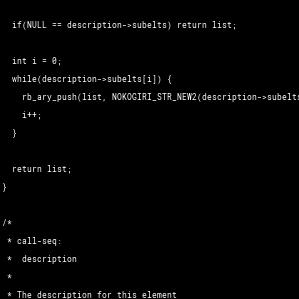 if(NULL == description->subelts) return list;
int i = 0;
while(description->subelts[i]) {
rb_ary_push(list, NOKOGIRI_STR_NEW2(description->subelts
i++;
}
return list;
}
/*
* call-seq:
*  description
*
* The description for this element